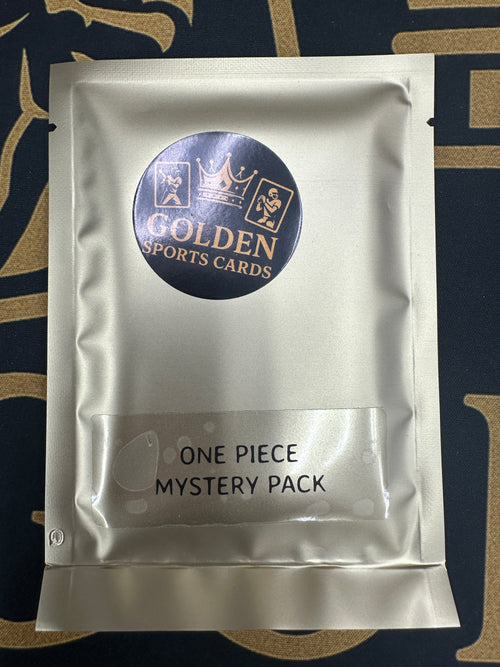 GOLDEN
SPORTS CARDS
ONE PIECE
MYSTERY PACK